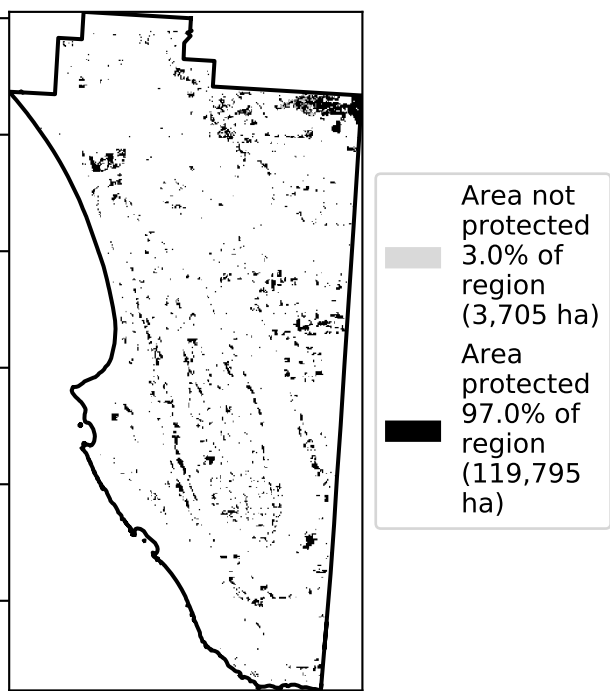 Area not
protected
3.0% of
region
(3,705 ha)
Area
protected
97.0% of
region
(119,795
ha)